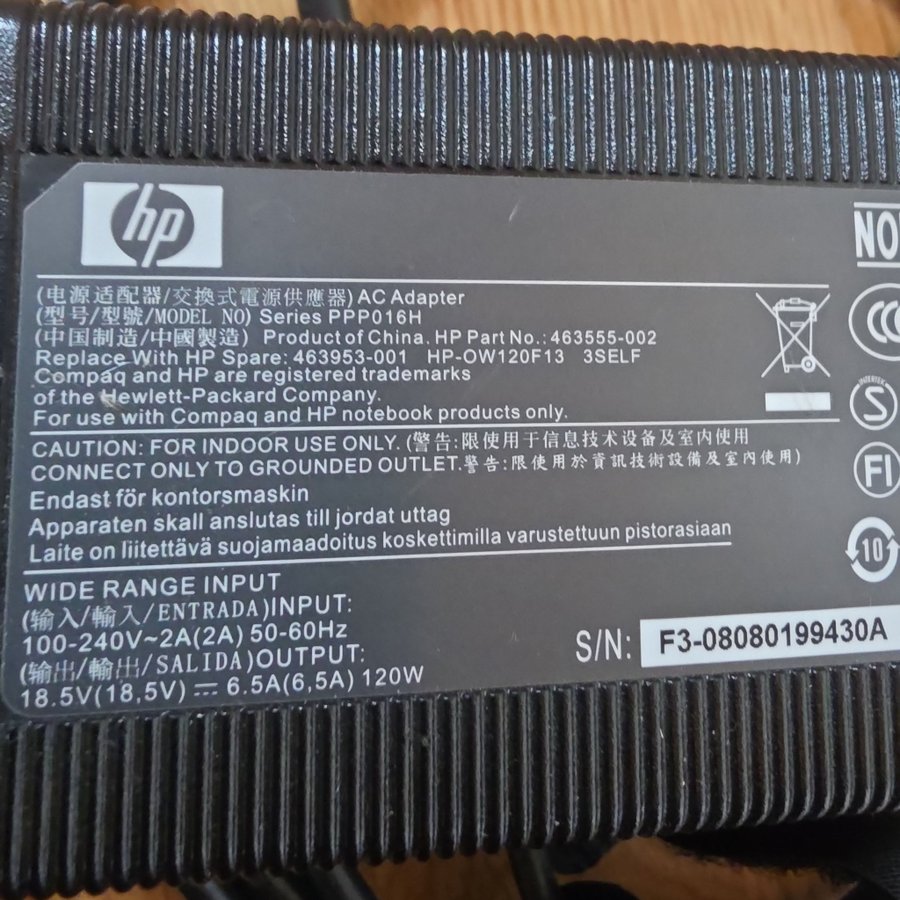 hp
(电源适配器/交換式電源供應器) AC Adapter
(型号/型號/MODEL NO) Series PPP016H
(中国制造/中國製造) Product of China. HP Part No.: 463555-002
Replace With HP Spare: 463953-001 HP-OW120F13 3SELF
Compaq and HP are registered trademarks
of the Hewlett-Packard Company.
For use with Compaq and HP notebook products only.
CAUTION: FOR INDOOR USE ONLY. (警告:限使用于信息技术设备及室内使用
CONNECT ONLY TO GROUNDED OUTLET.警告:限使用於資訊技術設備及室內使用)
Endast för kontorsmaskin
Apparaten skall anslutas till jordat uttag
Laite on liitettävä suojamaadoitus koskettimilla varustettuun pistorasiaan
WIDE RANGE INPUT
(输入/輸入/ENTRADA)INPUT:
100-240V~2A(2A) 50-60Hz
(输出/輸出/SALIDA)OUTPUT:
18.5V(18,5V) ⎓ 6.5A(6,5A) 120W
S/N: F3-08080199430A
INTERTEK
S
FI
10